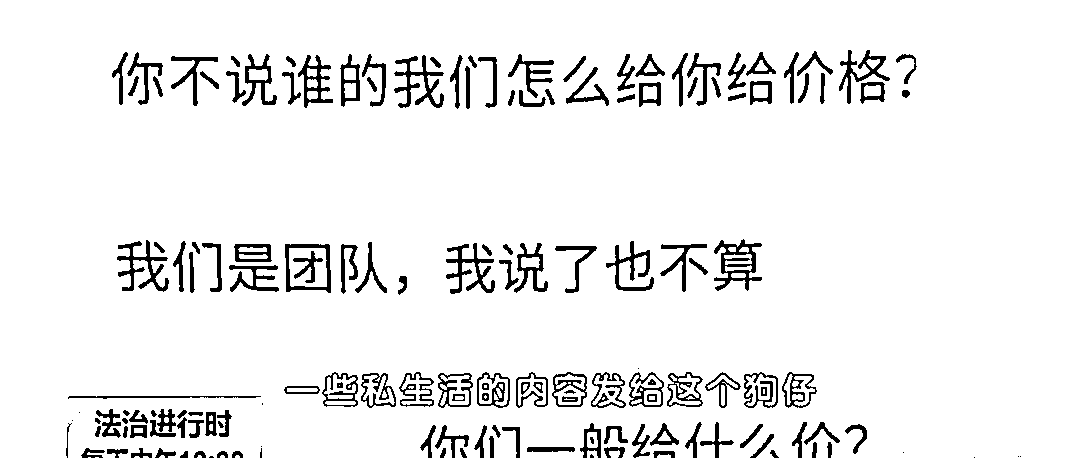 你不说谁的我们怎么给你给价格?
我们是团队，我说了也不算
一些私生活的内容发给这个狗仔
法治进行时
你们一般给什么价?